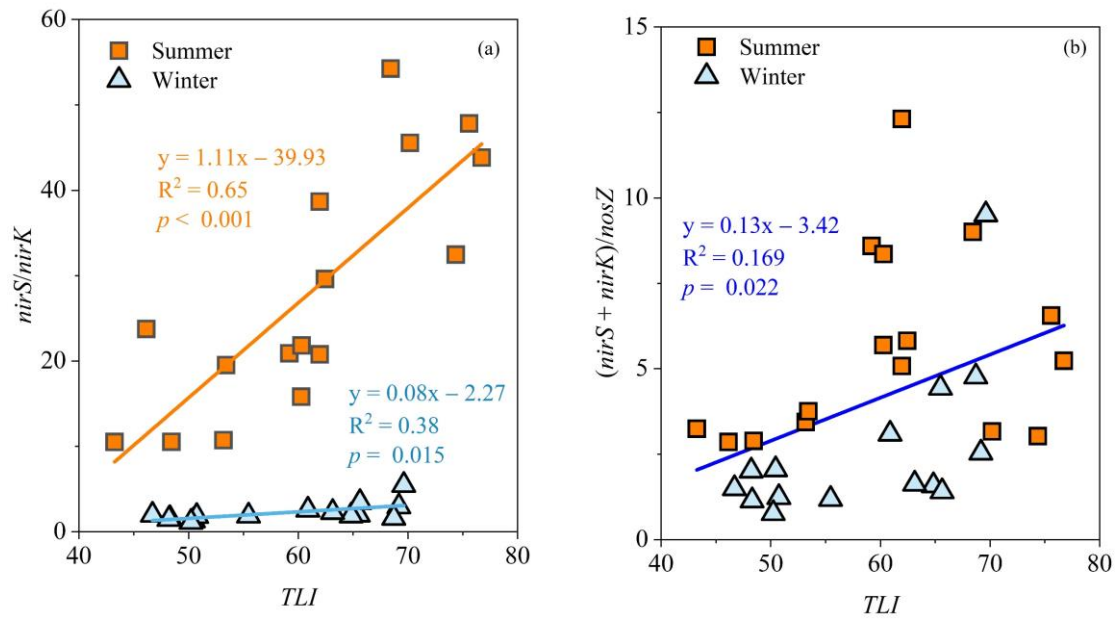 60
40
20
0
nirS/nirK
Summer
Winter
(a)
y = 1.11x − 39.93
R² = 0.65
p < 0.001
y = 0.08x − 2.27
R² = 0.38
p = 0.015
40 50 60 70 80
TLI
15
10
5
0
(nirS + nirK)/nosZ
Summer
Winter
(b)
y = 0.13x − 3.42
R² = 0.169
p = 0.022
40 50 60 70 80
TLI